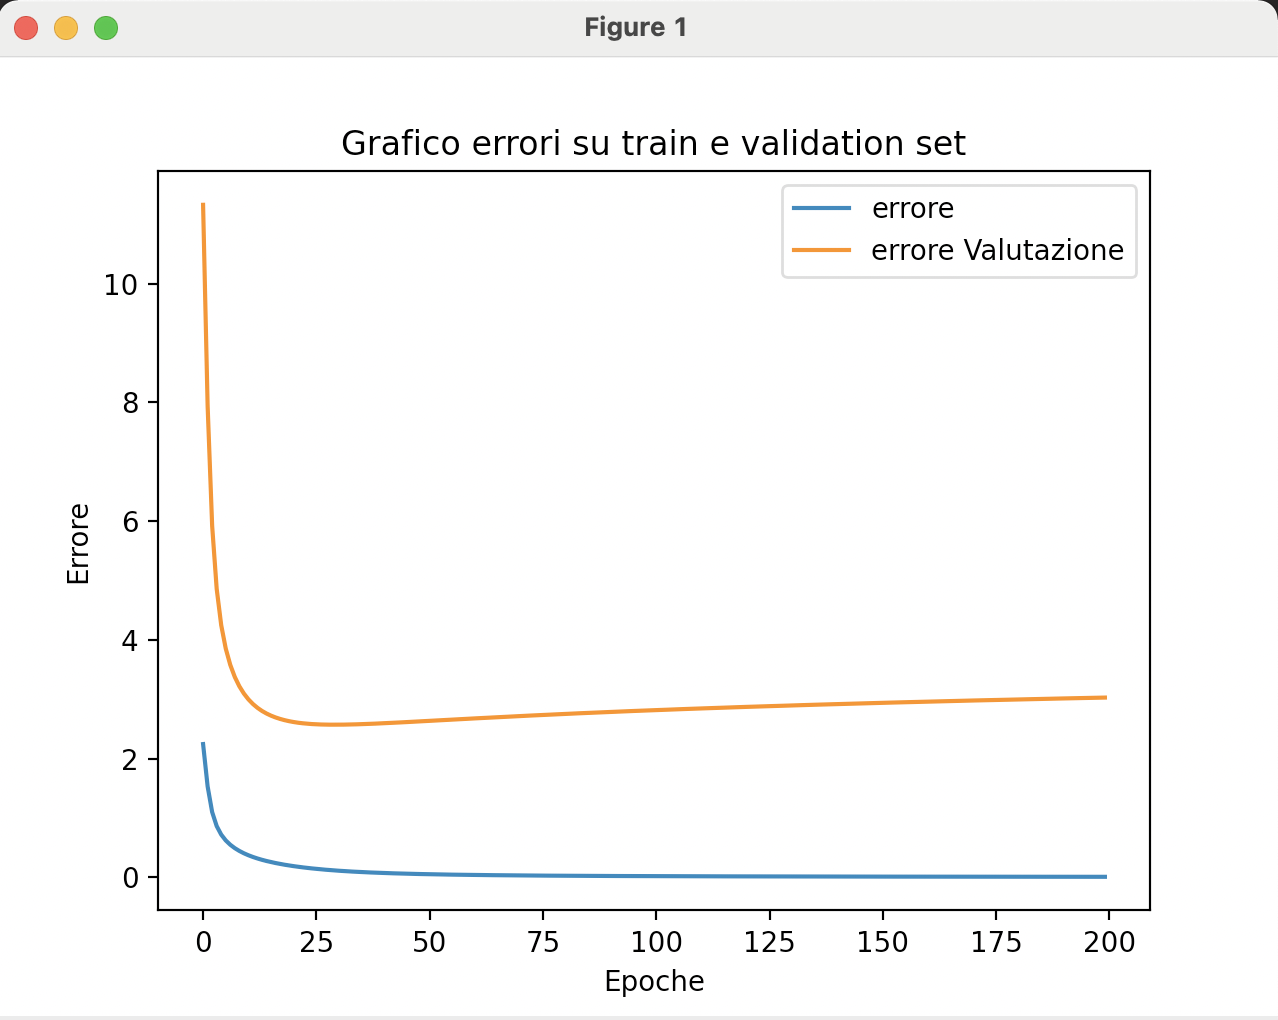 Figure 1
Grafico errori su train e validation set
errore
errore Valutazione
10
8
6
4
2
0
Errore
0 25 50 75 100 125 150 175 200
Epoche